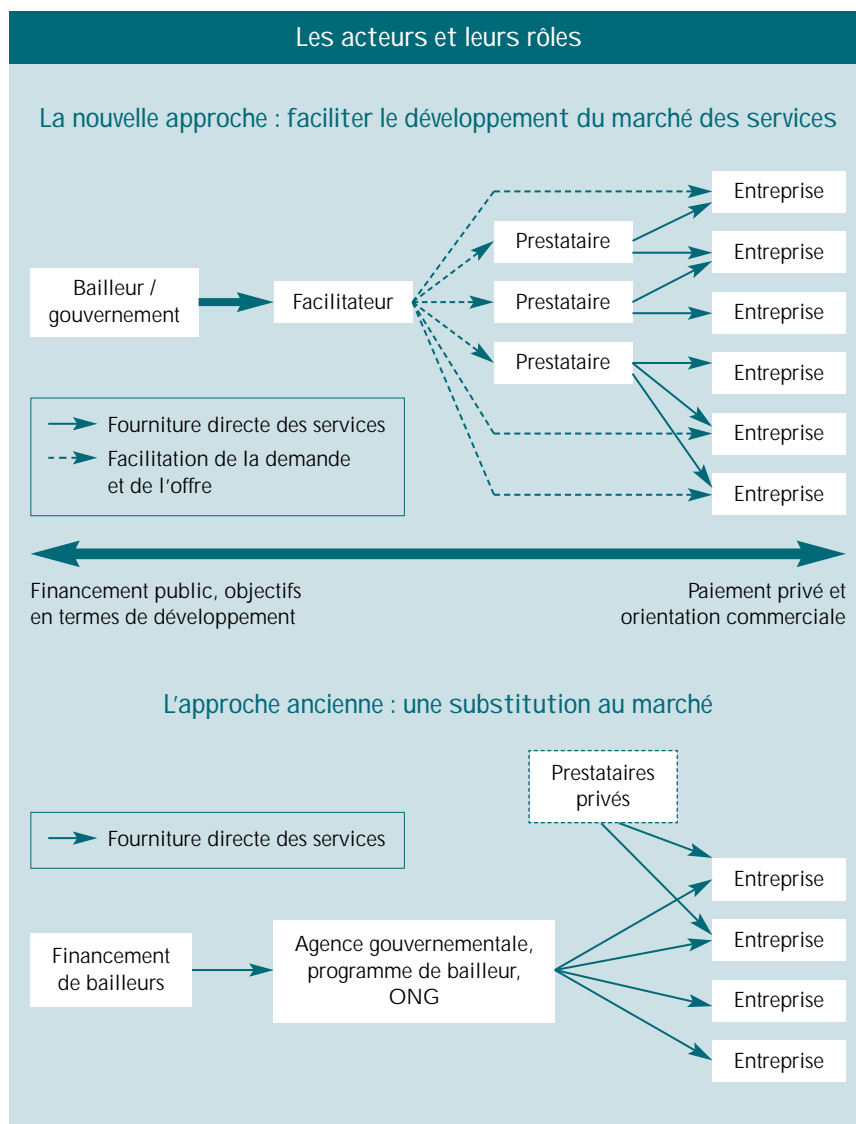 Les acteurs et leurs rôles
La nouvelle approche : faciliter le développement du marché des services
Bailleur /
gouvernement
Facilitateur
Prestataire
Prestataire
Prestataire
Entreprise
Entreprise
Entreprise
Entreprise
Entreprise
Entreprise
Fourniture directe des services
Facilitation de la demande
et de l'offre
Financement public, objectifs
en termes de développement
Paiement privé et
orientation commerciale
L'approche ancienne : une substitution au marché
Prestataires
privés
Fourniture directe des services
Financement
de bailleurs
Agence gouvernementale,
programme de bailleur,
ONG
Entreprise
Entreprise
Entreprise
Entreprise